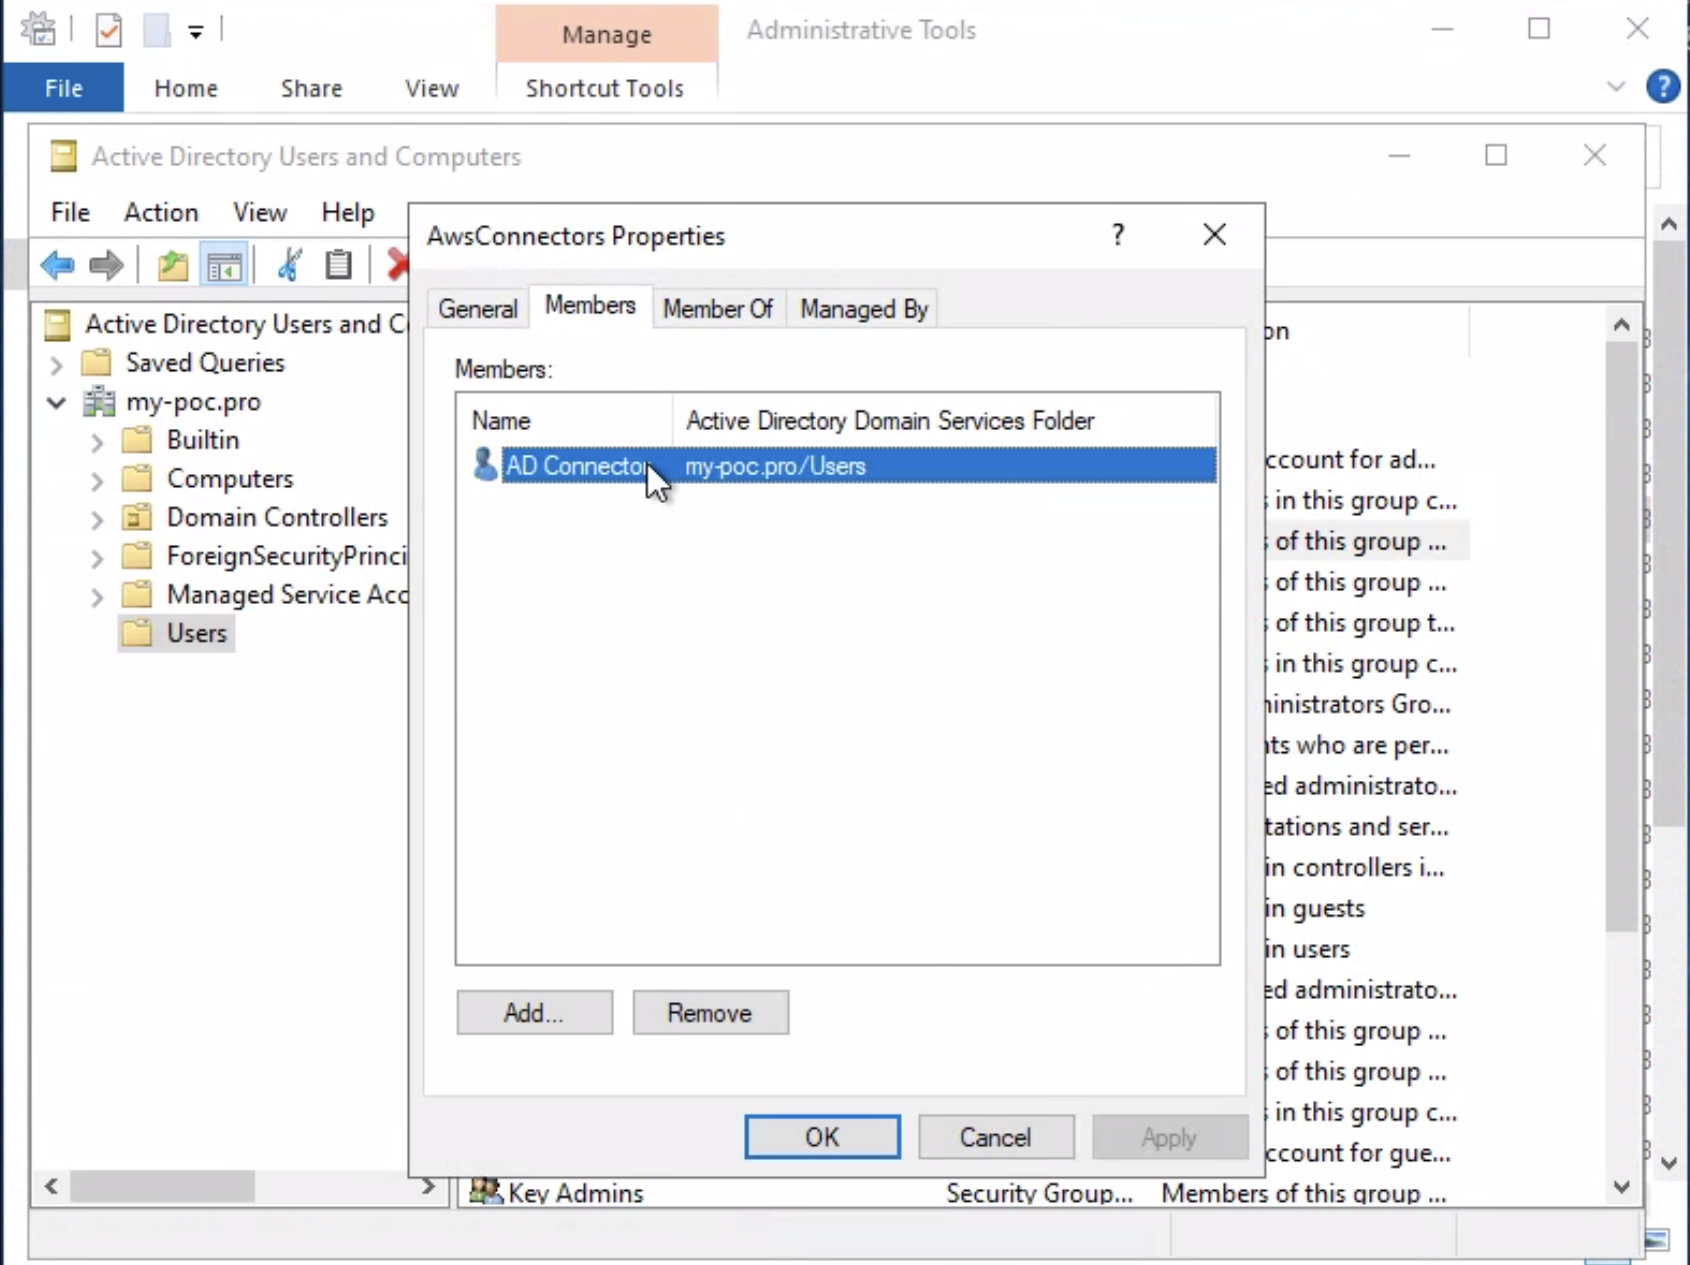 Manage
Administrative Tools
File
Home
Share
View
Shortcut Tools
?
Active Directory Users and Computers
File
Action
View
Help
AwsConnectors Properties
?
General
Members
Member Of
Managed By
Active Directory Users and C
Saved Queries
my-poc.pro
Builtin
Computers
Domain Controllers
ForeignSecurityPrinci
Managed Service Acc
Users
Members:
Name
Active Directory Domain Services Folder
AD Connector
my-poc.pro/Users
Add...
Remove
OK
Cancel
Apply
on
ccount for ad...
s in this group c...
s of this group ...
s of this group ...
s of this group t...
s in this group c...
ninistrators Gro...
nts who are per...
ed administrato...
tations and ser...
in controllers i...
in guests
in users
ed administrato...
s of this group ...
s of this group ...
s in this group c...
ccount for gue...
Key Admins
Security Group...
Members of this group ...